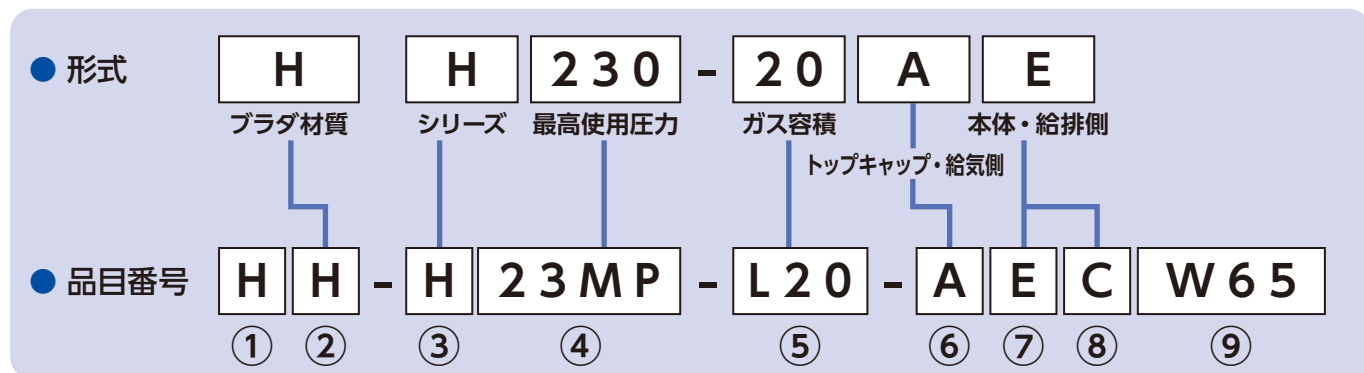 ● 形式 H H 230 - 20 A E
ブラダ材質 シリーズ 最高使用圧力 ガス容積 本体・給排側
トップキャップ・給気側
● 品目番号 H H - H 23MP - L20 - A E C W65
① ② ③ ④ ⑤ ⑥ ⑦ ⑧ ⑨